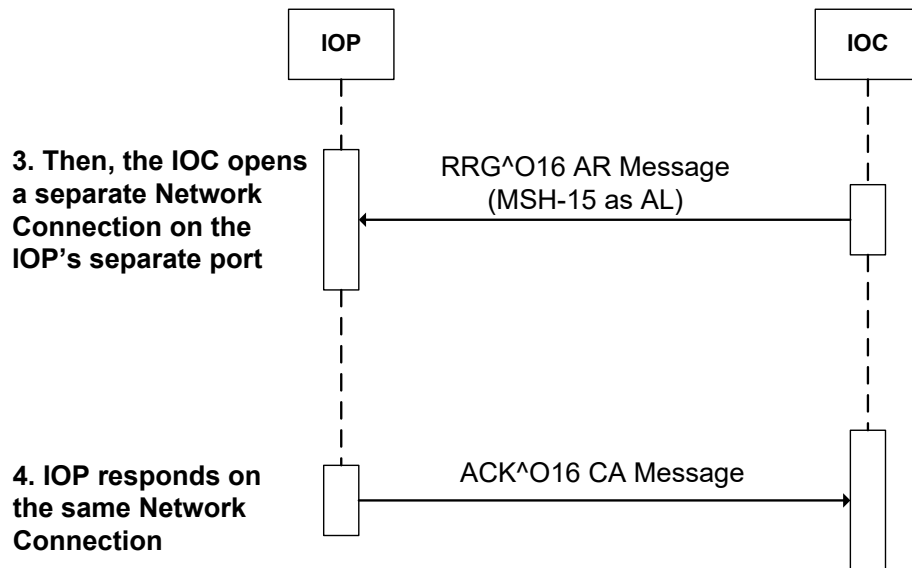 IOP
IOC
3. Then, the IOC opens
a separate Network
Connection on the
IOP’s separate port
RRG^O16 AR Message
(MSH-15 as AL)
4. IOP responds on
the same Network
Connection
ACK^O16 CA Message